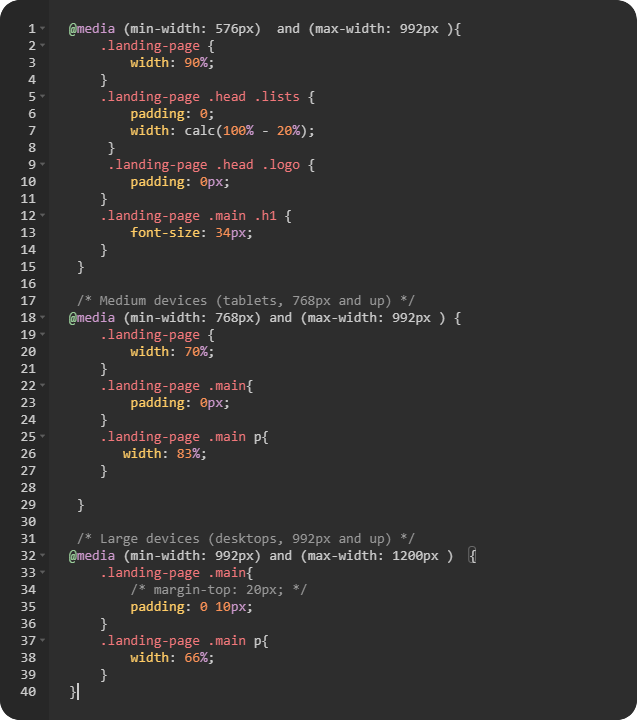 1 @media (min-width: 576px)  and (max-width: 992px ){
2     .landing-page {
3         width: 90%;
4     }
5     .landing-page .head .lists {
6         padding: 0;
7         width: calc(100% - 20%);
8      }
9      .landing-page .head .logo {
10         padding: 0px;
11     }
12     .landing-page .main .h1 {
13         font-size: 34px;
14     }
15  }
16
17  /* Medium devices (tablets, 768px and up) */
18 @media (min-width: 768px) and (max-width: 992px ) {
19     .landing-page {
20         width: 70%;
21     }
22     .landing-page .main{
23         padding: 0px;
24     }
25     .landing-page .main p{
26        width: 83%;
27     }
28
29  }
30
31  /* Large devices (desktops, 992px and up) */
32 @media (min-width: 992px) and (max-width: 1200px )  {
33     .landing-page .main{
34         /* margin-top: 20px; */
35         padding: 0 10px;
36     }
37     .landing-page .main p{
38         width: 66%;
39     }
40 }